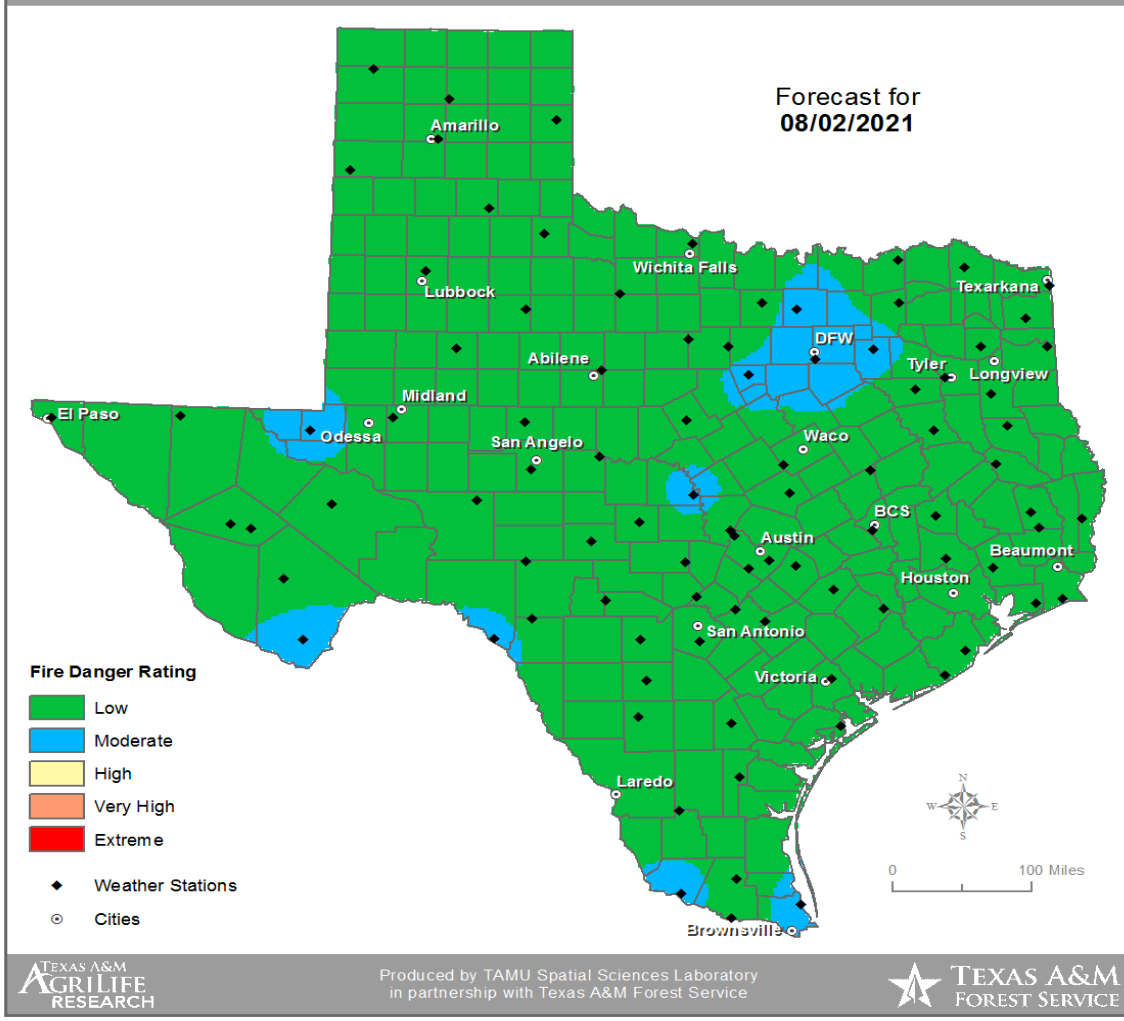 Forecast for
08/02/2021
Amarillo
Wichita Falls
Lubbock
Texarkana
DFW
Abilene
Tyler
Longview
Midland
El Paso
Odessa
San Angelo
Waco
BCS
Austin
Beaumont
Houston
San Antonio
Victoria
Laredo
Brownsville
Fire Danger Rating
Low
Moderate
High
Very High
Extreme
Weather Stations
Cities
N
W E
S
0 100 Miles
TEXAS A&M
AGRILIFE
RESEARCH
Produced by TAMU Spatial Sciences Laboratory
in partnership with Texas A&M Forest Service
TEXAS A&M
FOREST SERVICE